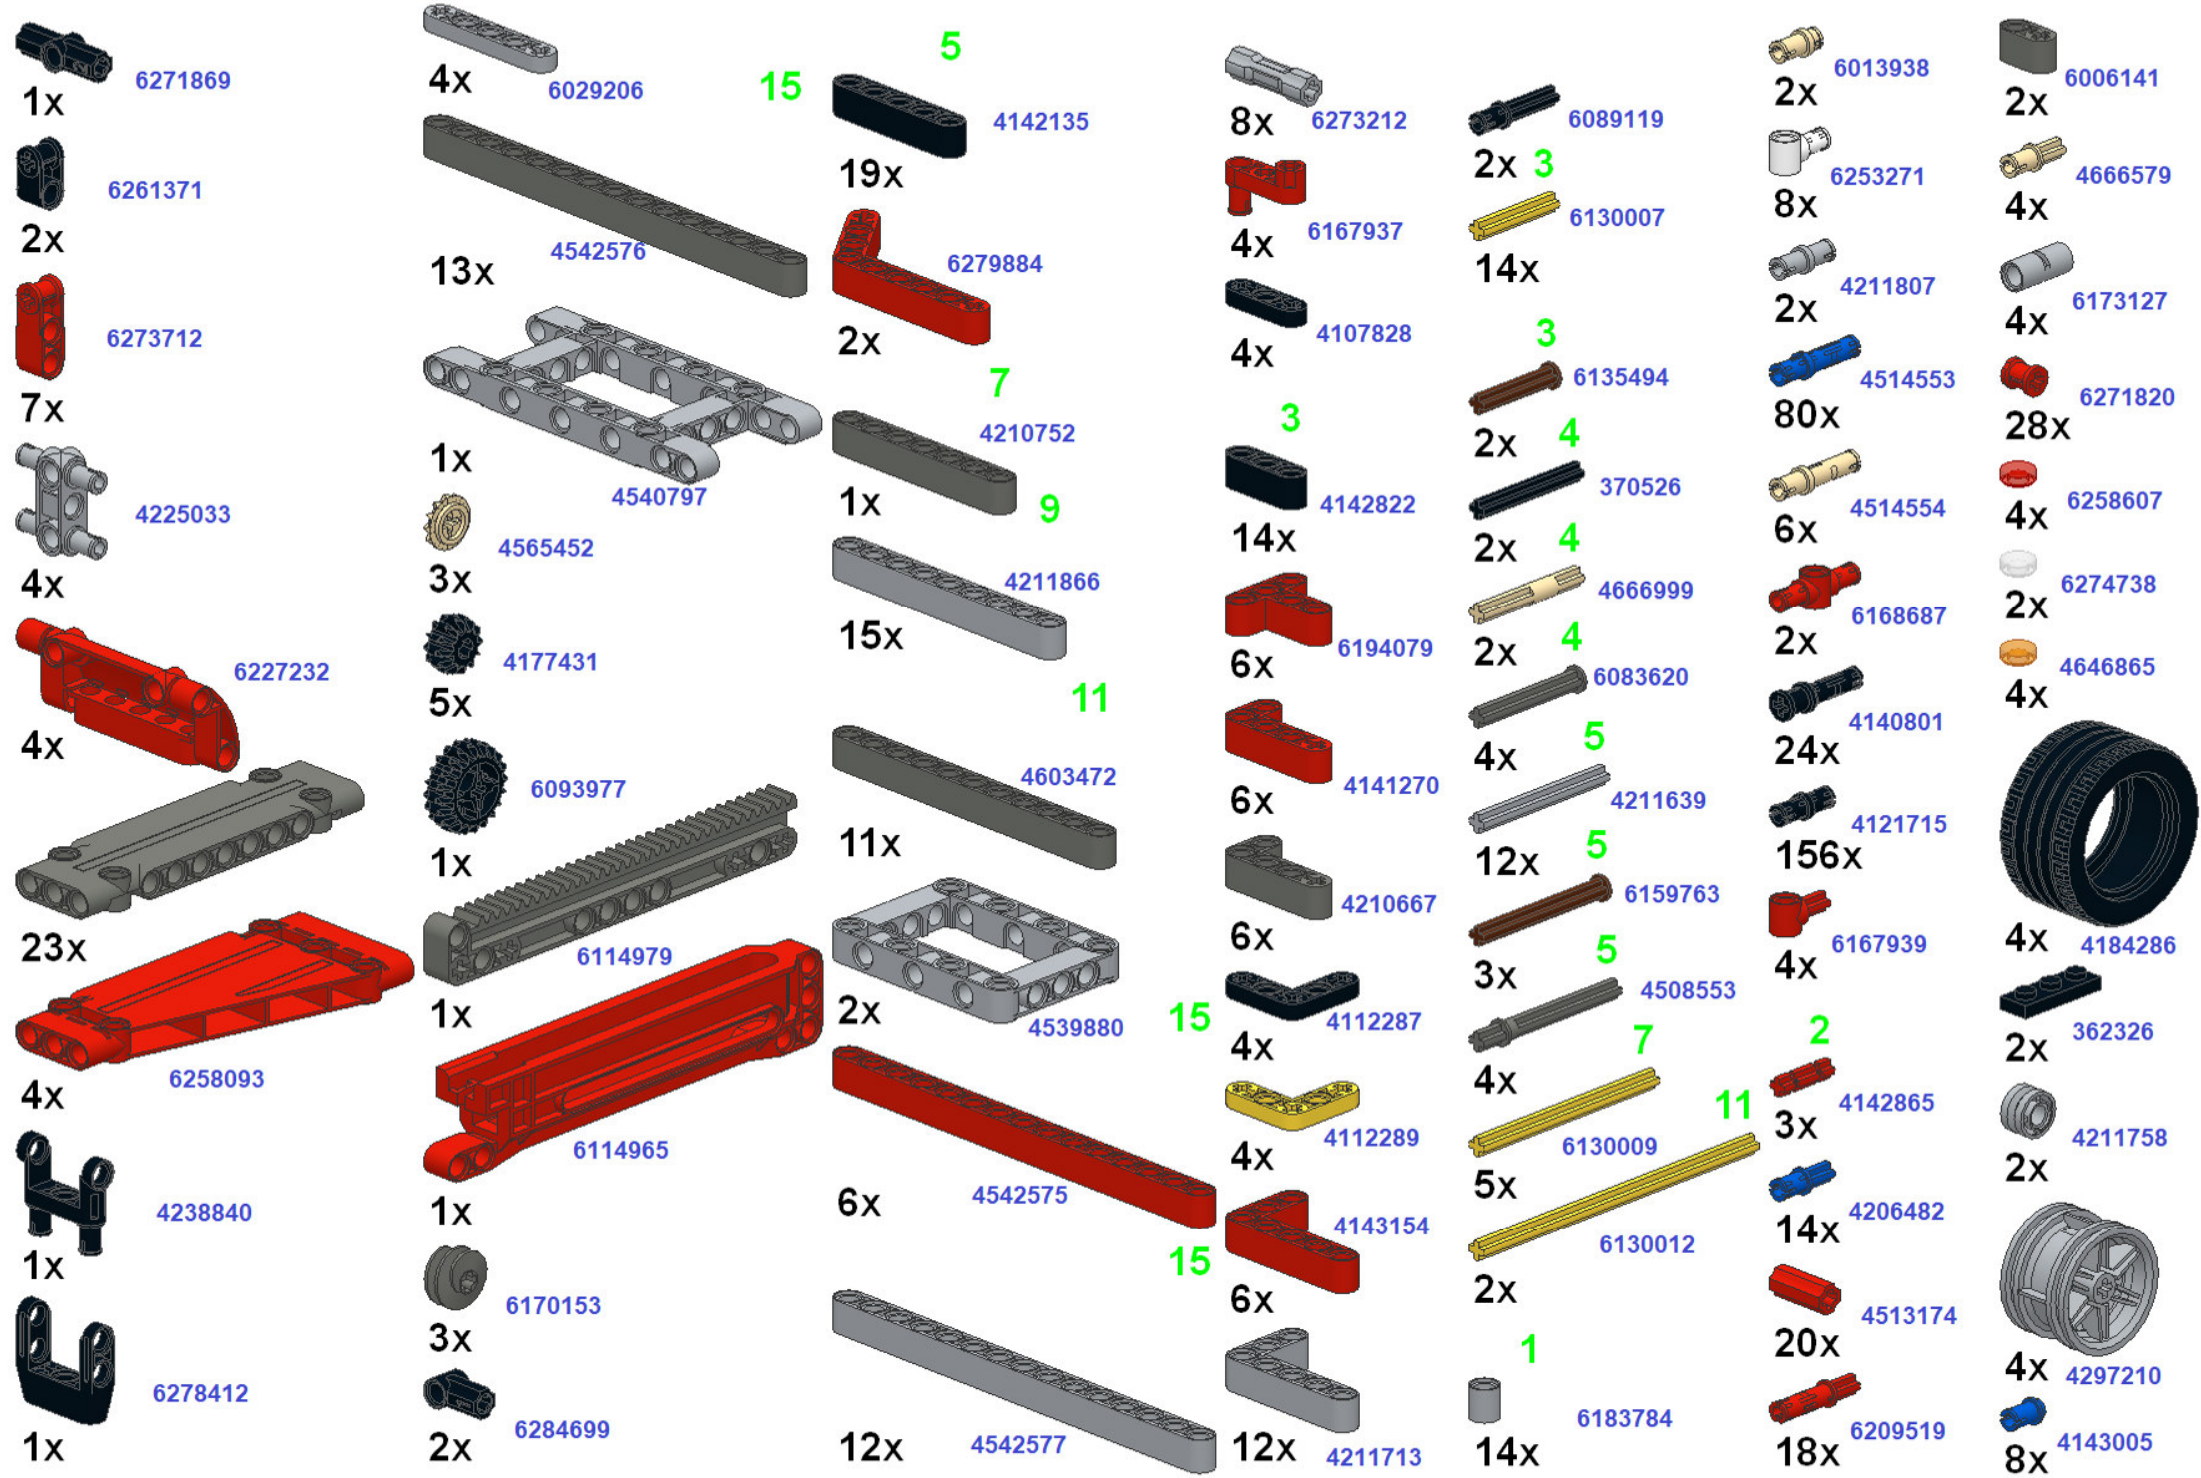 6271869
1x
6261371
2x
6273712
7x
4225033
4x
6227232
4x
23x
6258093
4x
4238840
1x
6278412
1x
4x
6029206
15
4542576
13x
1x
4540797
4565452
3x
4177431
5x
6093977
1x
6114979
1x
6114965
1x
6170153
3x
6284699
2x
5
4142135
19x
6279884
2x
7
4210752
1x
9
4211866
15x
11
4603472
11x
2x
4539880
15
6x
4542575
15
12x
4542577
8x
6273212
6167937
4x
4107828
4x
3
4142822
14x
6194079
6x
4141270
6x
4210667
6x
4112287
4x
4112289
4x
4143154
6x
12x
4211713
6089119
2x
3
6130007
14x
3
6135494
2x
4
370526
2x
4
4666999
2x
4
6083620
4x
5
4211639
12x
5
6159763
3x
5
4508553
4x
7
6130009
5x
11
6130012
2x
1
6183784
14x
6013938
2x
6253271
8x
4211807
2x
4514553
80x
4514554
6x
6168687
2x
4140801
24x
4121715
156x
6167939
4x
2
4142865
3x
4206482
14x
4513174
20x
6209519
18x
6006141
2x
4666579
4x
6173127
4x
6271820
28x
6258607
4x
6274738
2x
4646865
4x
4x
4184286
362326
2x
4211758
2x
4x
4297210
4143005
8x